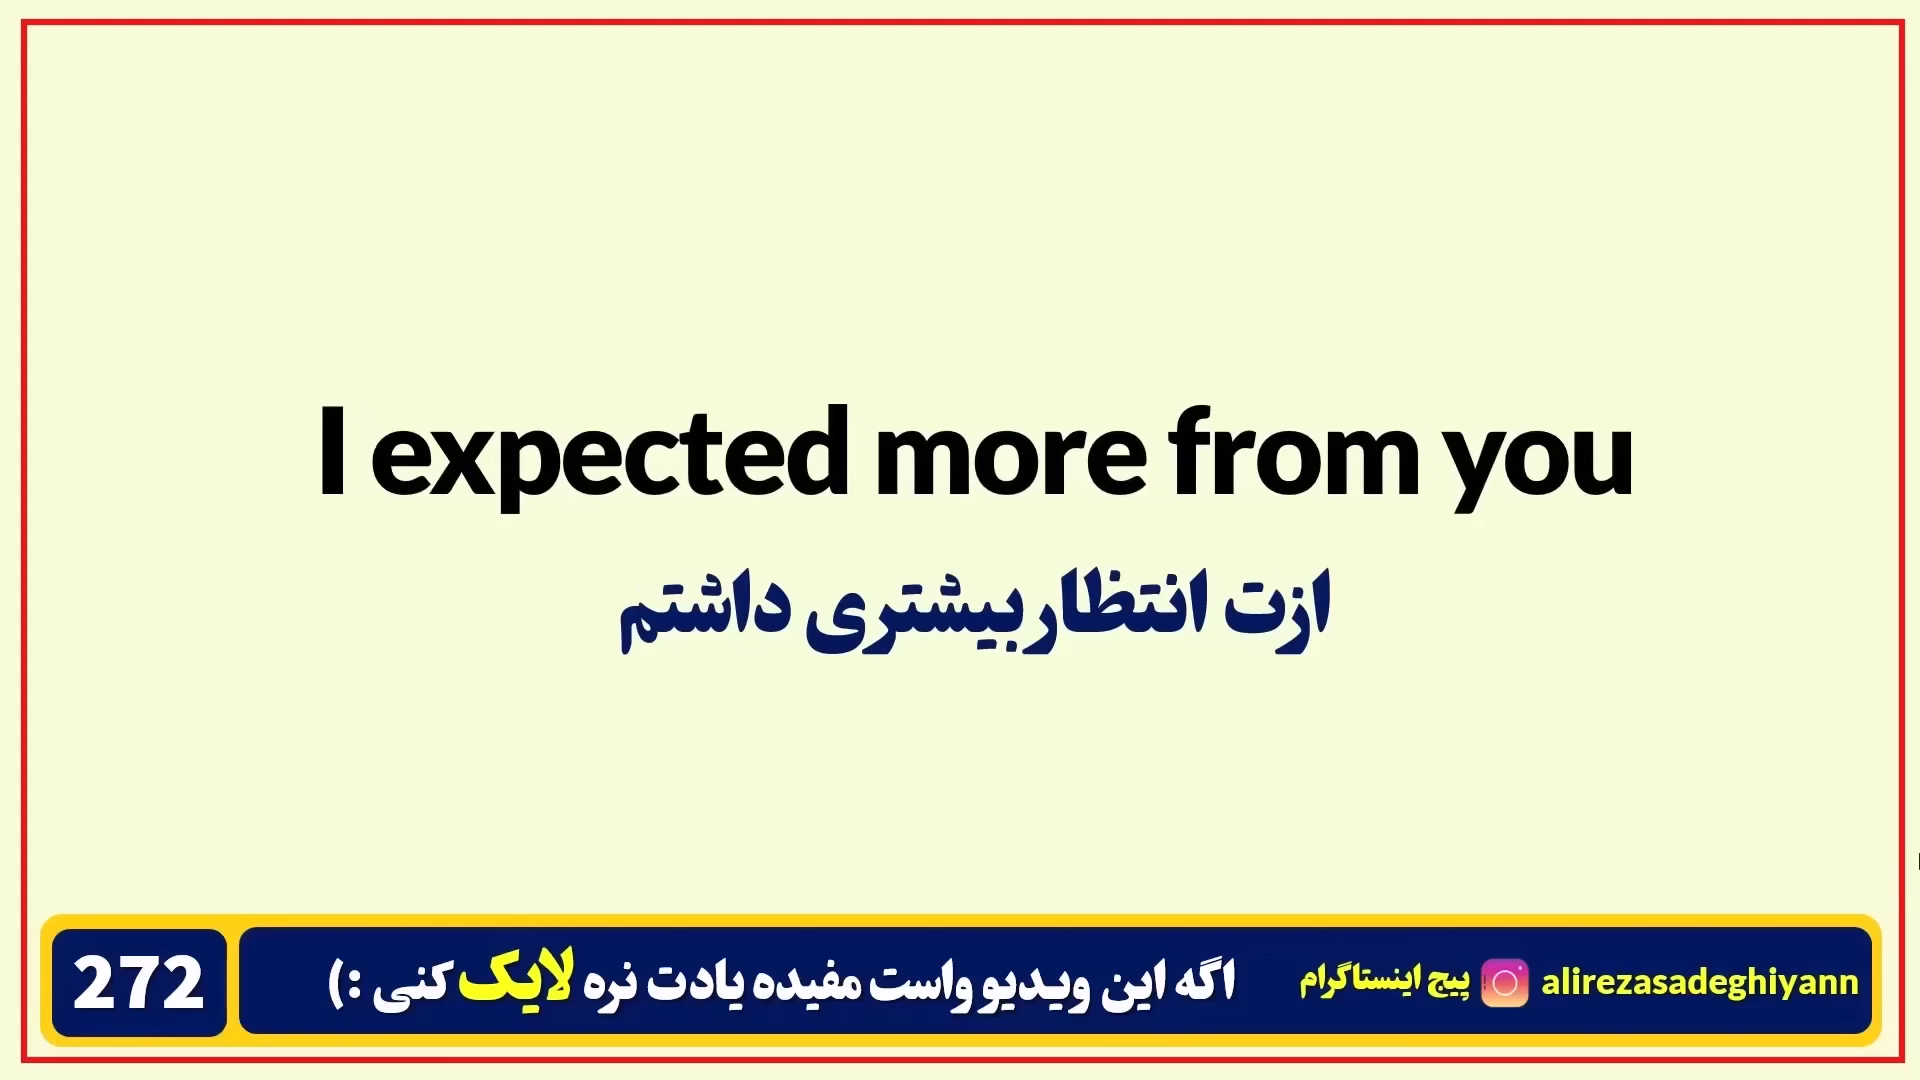 I expected more from you
ازت انتظار بیشتری داشتم
272
اگه این ویدیو واست مفیده یادت نره لایک کنی :)
پیج اینستاگرام alirezasadeghiyann